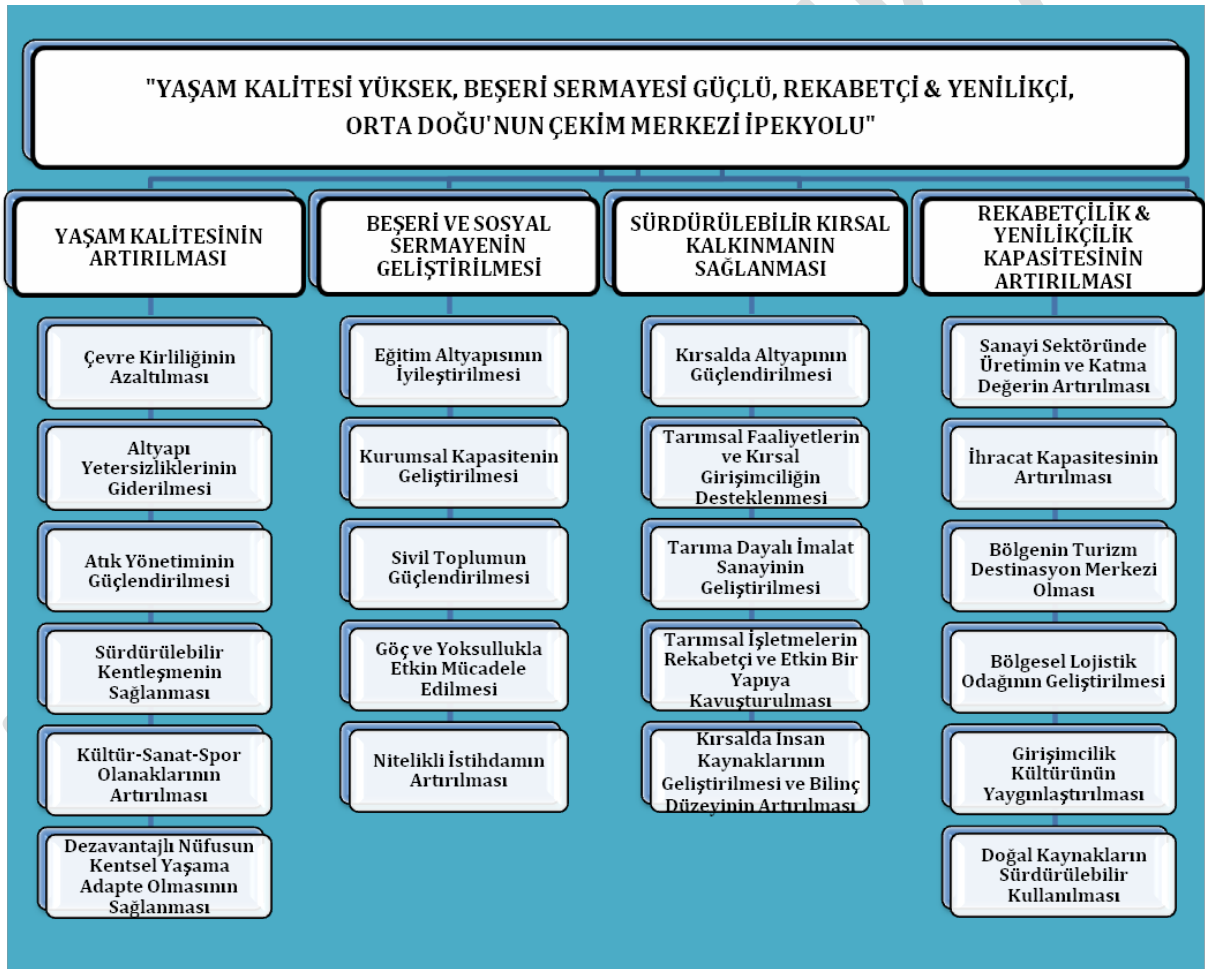 "YAŞAM KALİTESİ YÜKSEK, BEŞERİ SERMAYESİ GÜÇLÜ, REKABETÇİ & YENİLİKÇİ,
ORTA DOĞU'NUN ÇEKİM MERKEZİ İPEKYOLU"
YAŞAM KALİTESİNİN
ARTIRILMASI
Çevre Kirliliğinin
Azaltılması
Altyapı
Yetersizliklerinin
Giderilmesi
Atık Yönetiminin
Güçlendirilmesi
Sürdürülebilir
Kentleşmenin
Sağlanması
Kültür-Sanat-Spor
Olanaklarının
Artırılması
Dezavantajlı Nüfusun
Kentsel Yaşama
Adapte Olmasının
Sağlanması
BEŞERİ VE SOSYAL
SERMAYENİN
GELİŞTİRİLMESİ
Eğitim Altyapısının
İyileştirilmesi
Kurumsal Kapasitenin
Geliştirilmesi
Sivil Toplumun
Güçlendirilmesi
Göç ve Yoksullukla
Etkin Mücadele
Edilmesi
Nitelikli İstihdamın
Artırılması
SÜRDÜRÜLEBİLİR KIRSAL
KALKINMANIN
SAĞLANMASI
Kırsalda Altyapının
Güçlendirilmesi
Tarımsal Faaliyetlerin
ve Kırsal
Girişimciliğin
Desteklenmesi
Tarıma Dayalı İmalat
Sanayinin
Geliştirilmesi
Tarımsal İşletmelerin
Rekabetçi ve Etkin Bir
Yapıya
Kavuşturulması
Kırsalda İnsan
Kaynaklarının
Geliştirilmesi ve Bilinç
Düzeyinin Artırılması
REKABETÇİLİK &
YENİLİKÇİLİK
KAPASİTESİNİN
ARTIRILMASI
Sanayi Sektöründe
Üretimin ve Katma
Değerin Artırılması
İhracat Kapasitesinin
Artırılması
Bölgenin Turizm
Destinasyon Merkezi
Olması
Bölgesel Lojistik
Odağının Geliştirilmesi
Girişimcilik
Kültürünün
Yaygınlaştırılması
Doğal Kaynakların
Sürdürülebilir
Kullanılması